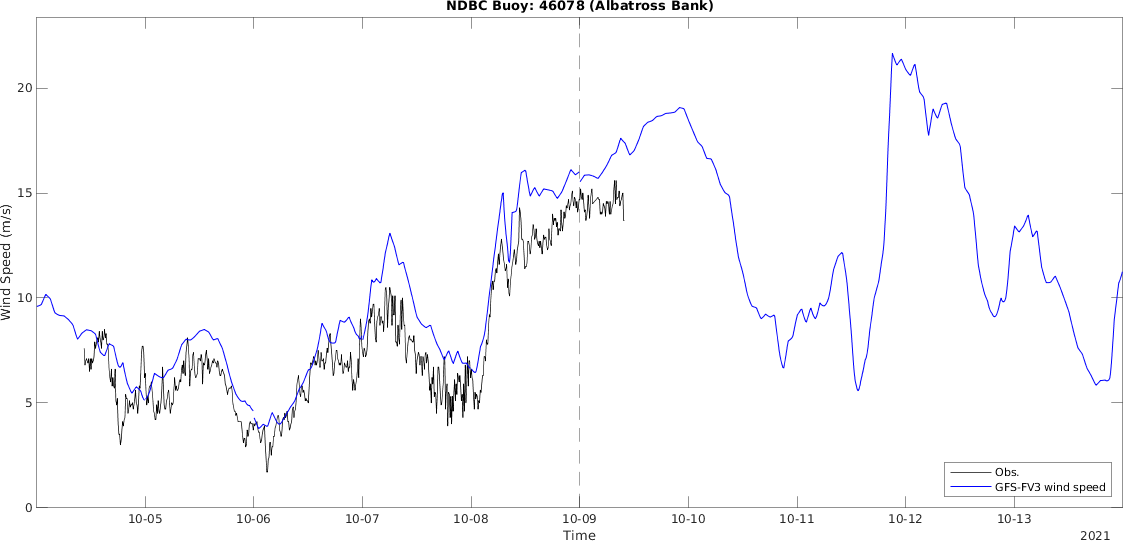 NDBC Buoy: 46078 (Albatross Bank)
20
15
10
5
0
Wind Speed (m/s)
10-05 10-06 10-07 10-08 10-09 10-10 10-11 10-12 10-13
Time
2021
Obs.
GFS-FV3 wind speed